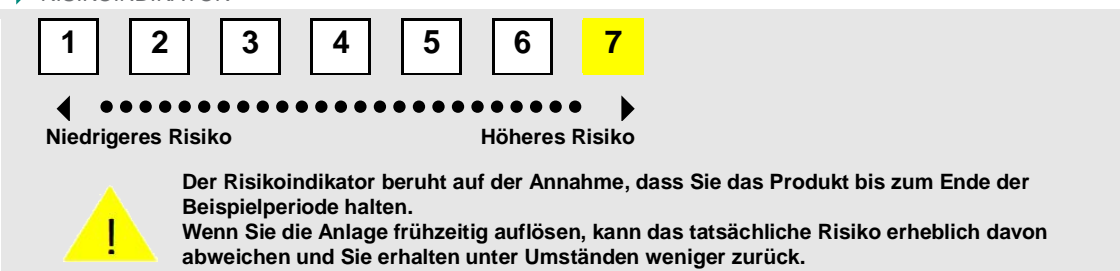 RISIKOINDIKATOR
1 2 3 4 5 6 7
Niedrigeres Risiko Höheres Risiko
Der Risikoindikator beruht auf der Annahme, dass Sie das Produkt bis zum Ende der
Beispielperiode halten.
Wenn Sie die Anlage frühzeitig auflösen, kann das tatsächliche Risiko erheblich davon
abweichen und Sie erhalten unter Umständen weniger zurück.
!